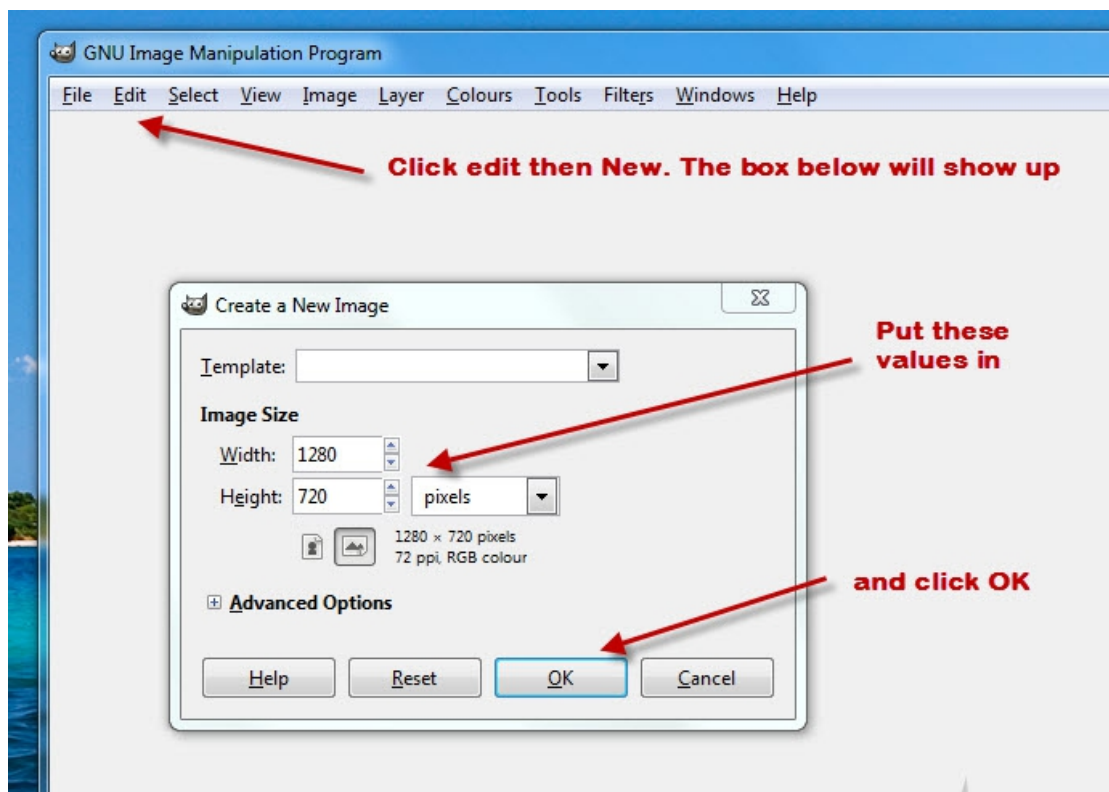 GNU Image Manipulation Program
File Edit Select View Image Layer Colours Tools Filters Windows Help
Click edit then New. The box below will show up
Create a New Image
Put these
values in
Template:
Image Size
Width: 1280
Height: 720 pixels
1280 × 720 pixels
72 ppi, RGB colour
and click OK
Advanced Options
Help Reset OK Cancel